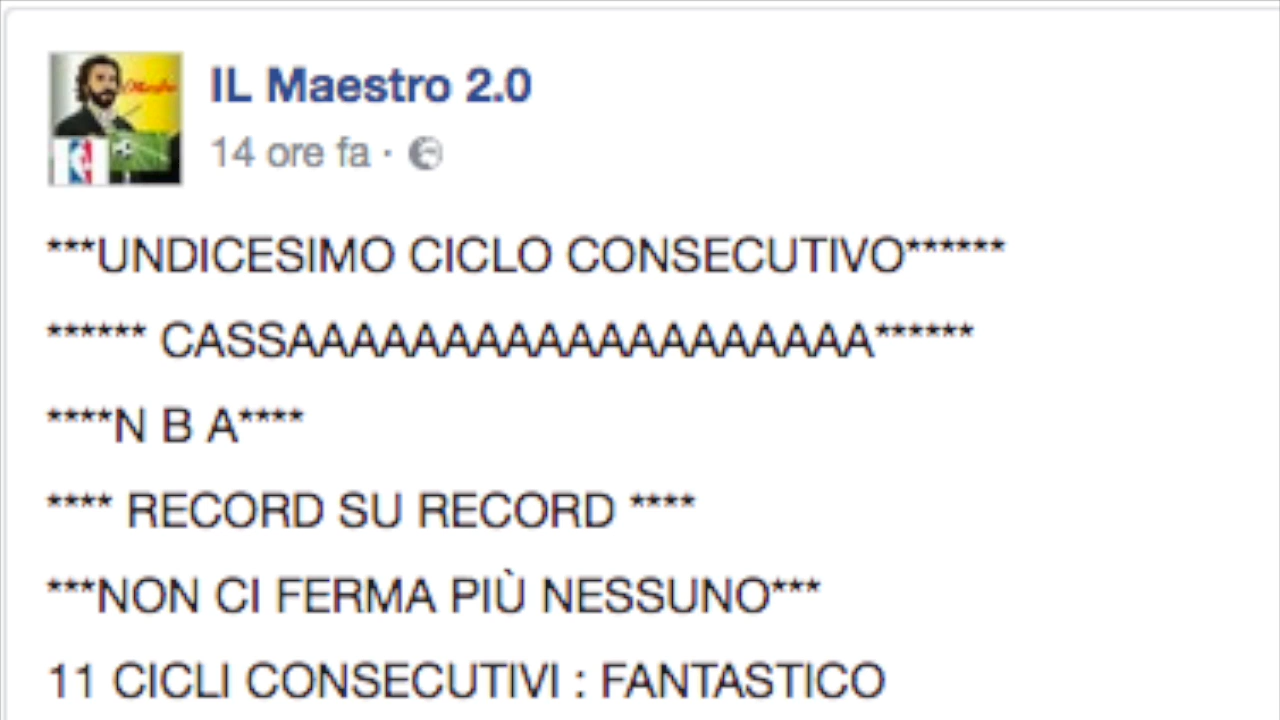 IL Maestro 2.0
14 ore fa ·
***UNDICESIMO CICLO CONSECUTIVO******
****** CASSAAAAAAAAAAAAAAAAAAA******
****N B A****
**** RECORD SU RECORD ****
***NON CI FERMA PIÙ NESSUNO***
11 CICLI CONSECUTIVI : FANTASTICO